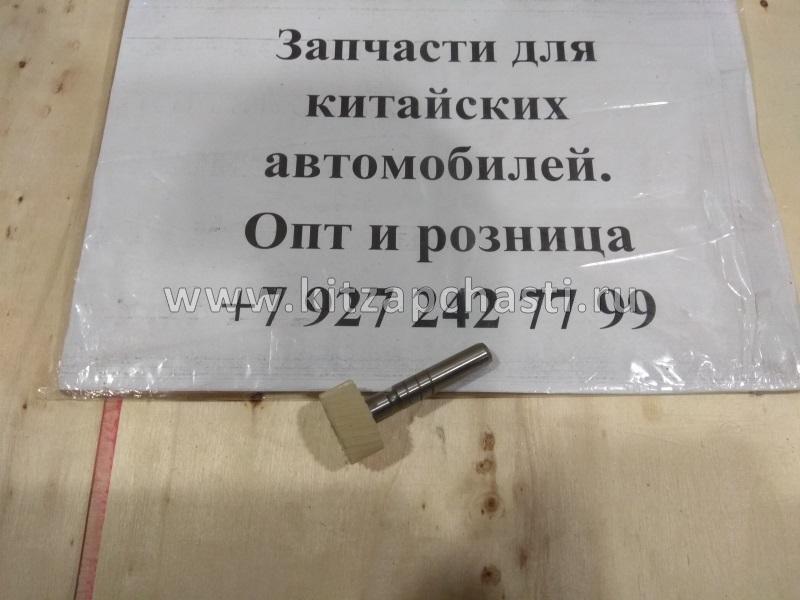 Запчасти для
китайских
автомобилей.
Опт и розница
www.kitzapchasti.ru
+7 927 242 77 99